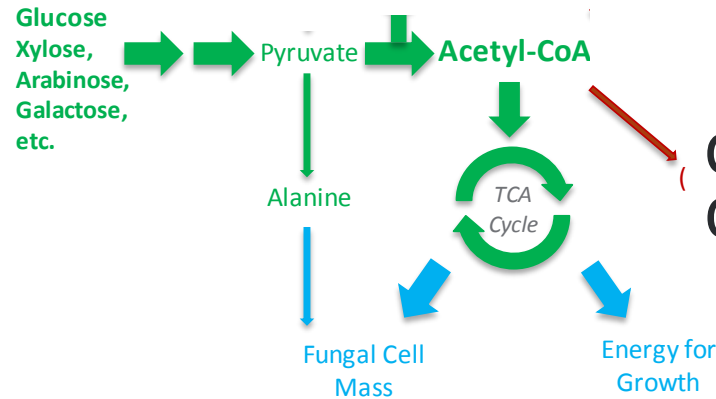 Glucose
Xylose,
Arabinose,
Galactose,
etc.
Pyruvate
Acetyl-CoA
Alanine
TCA
Cycle
(
Fungal Cell
Mass
Energy for
Growth